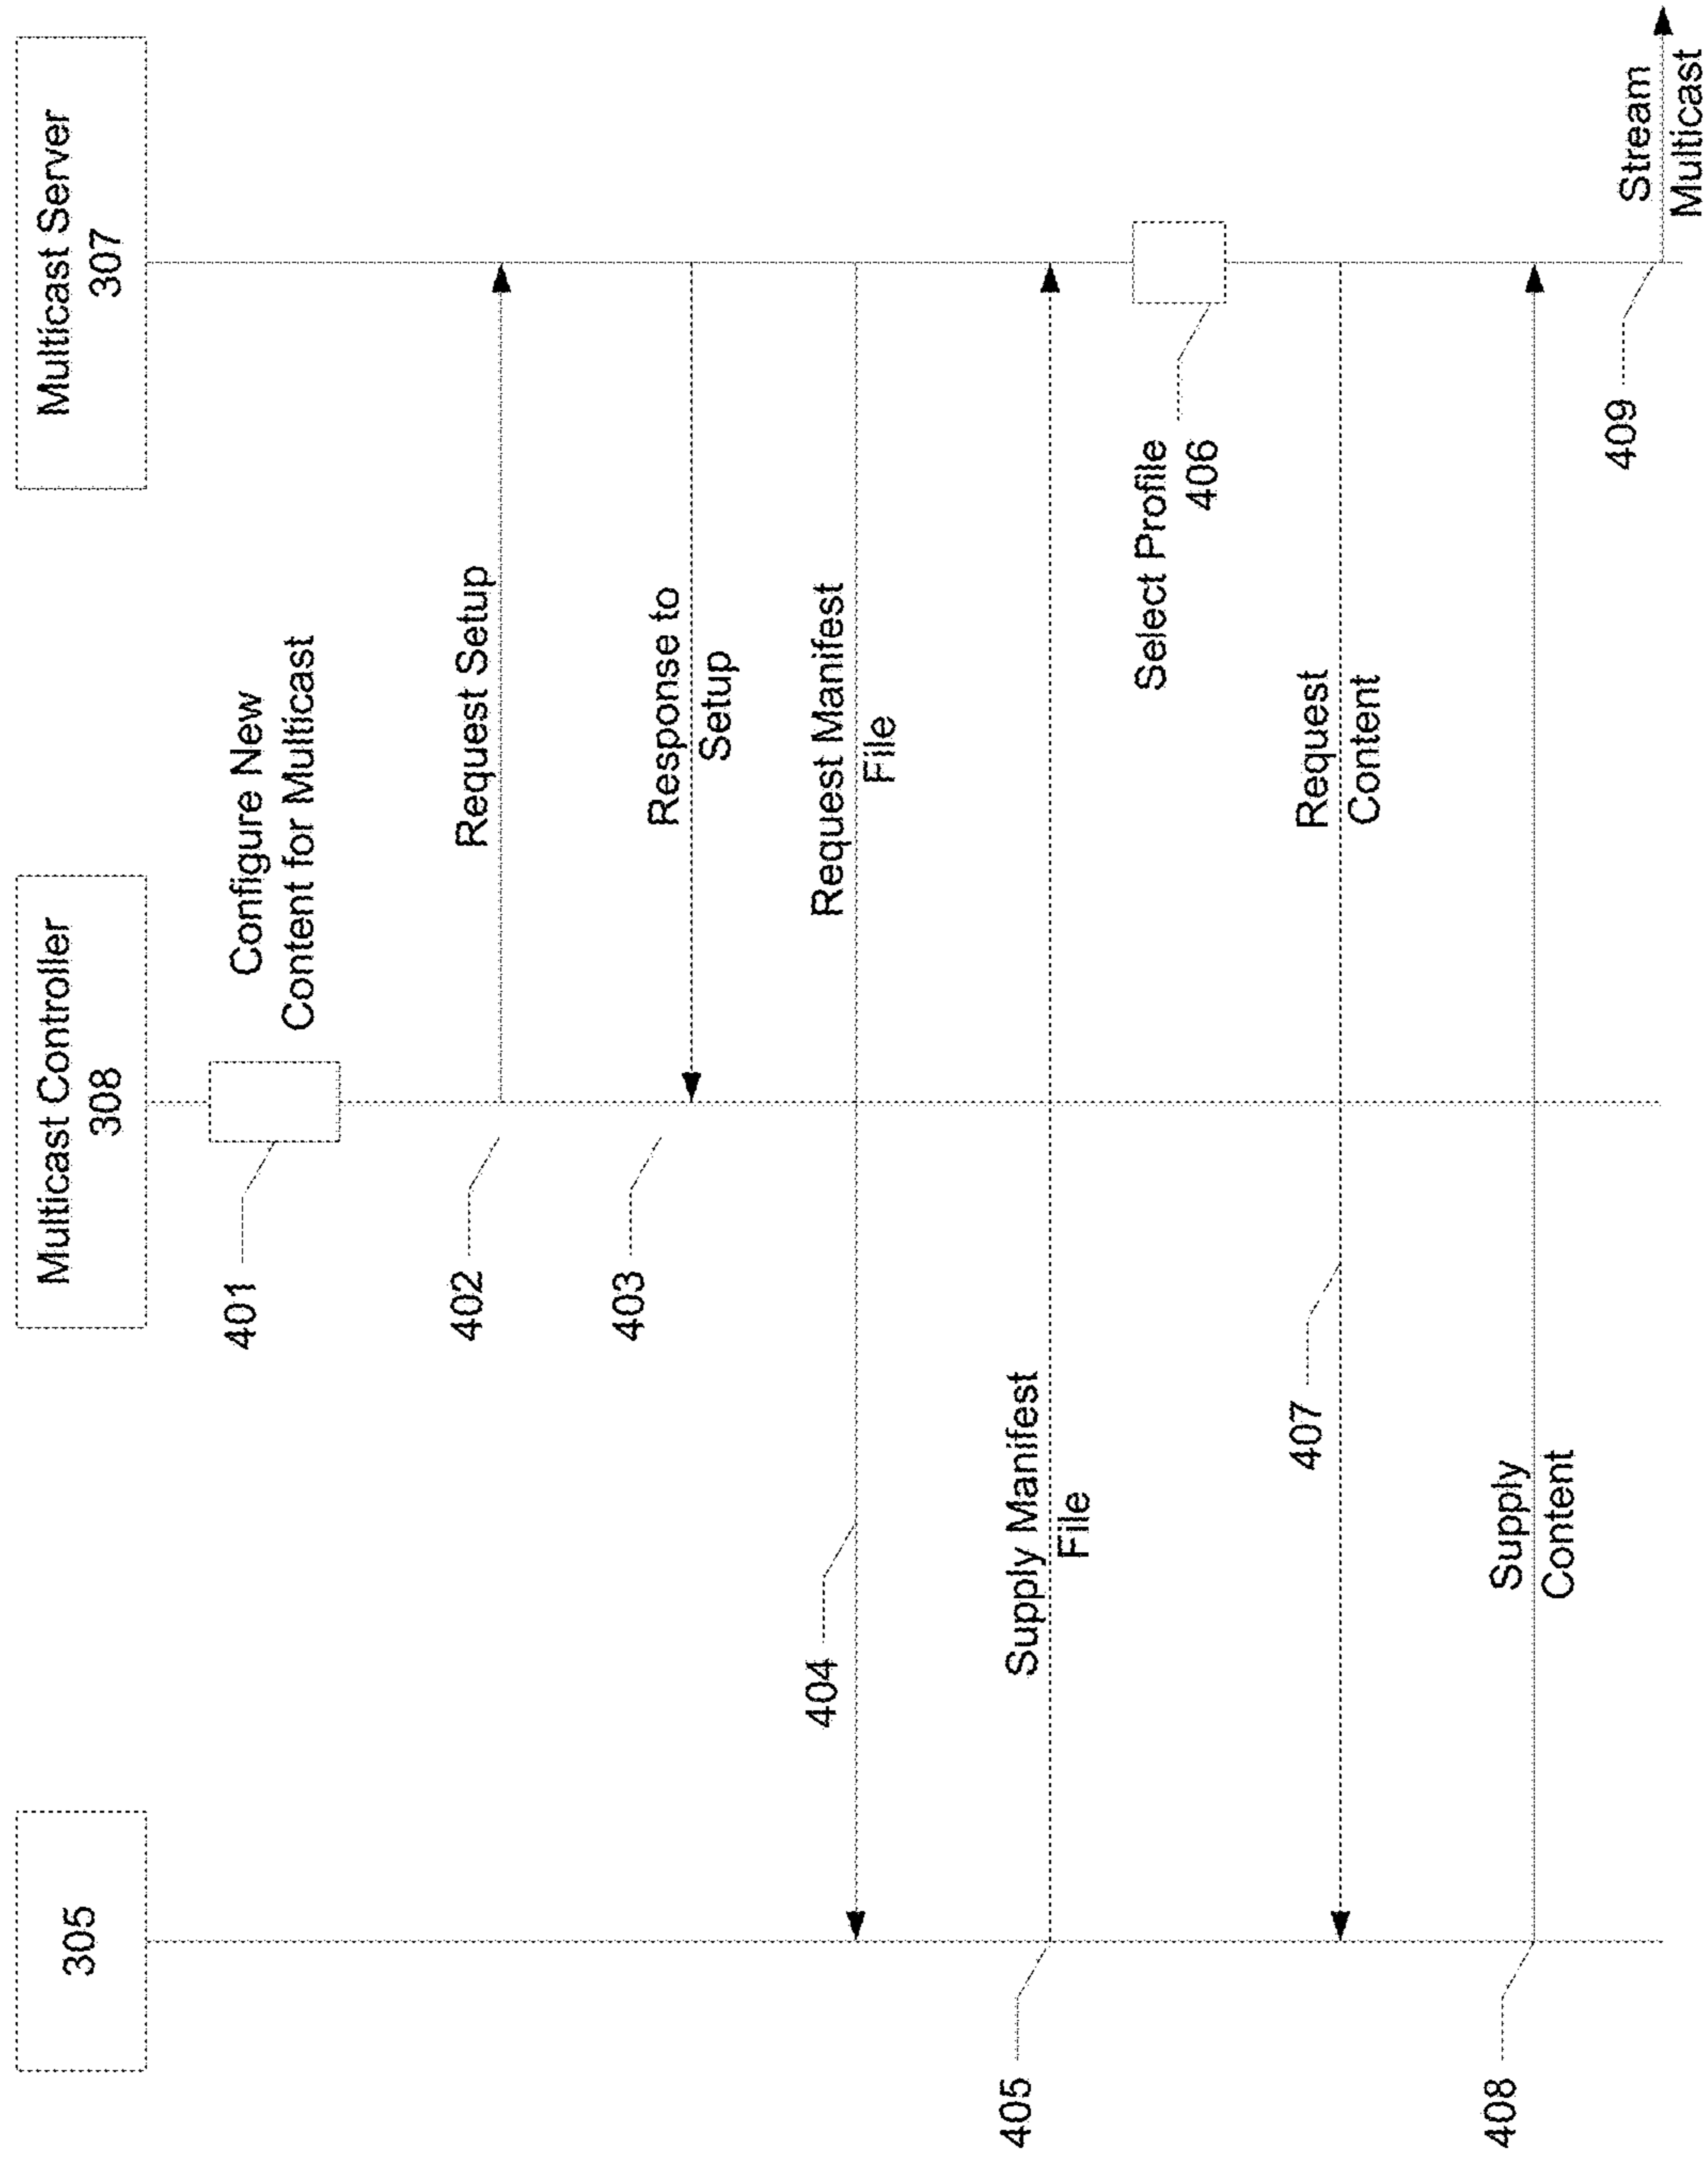 305
Multicast Controller
308
Multicast Server
307
401
Configure New
Content for Multicast
402
Request Setup
403
Response to
Setup
404
Request Manifest
File
405
Supply Manifest
File
Select Profile
406
407
Request
Content
408
Supply
Content
409
Stream
Multicast